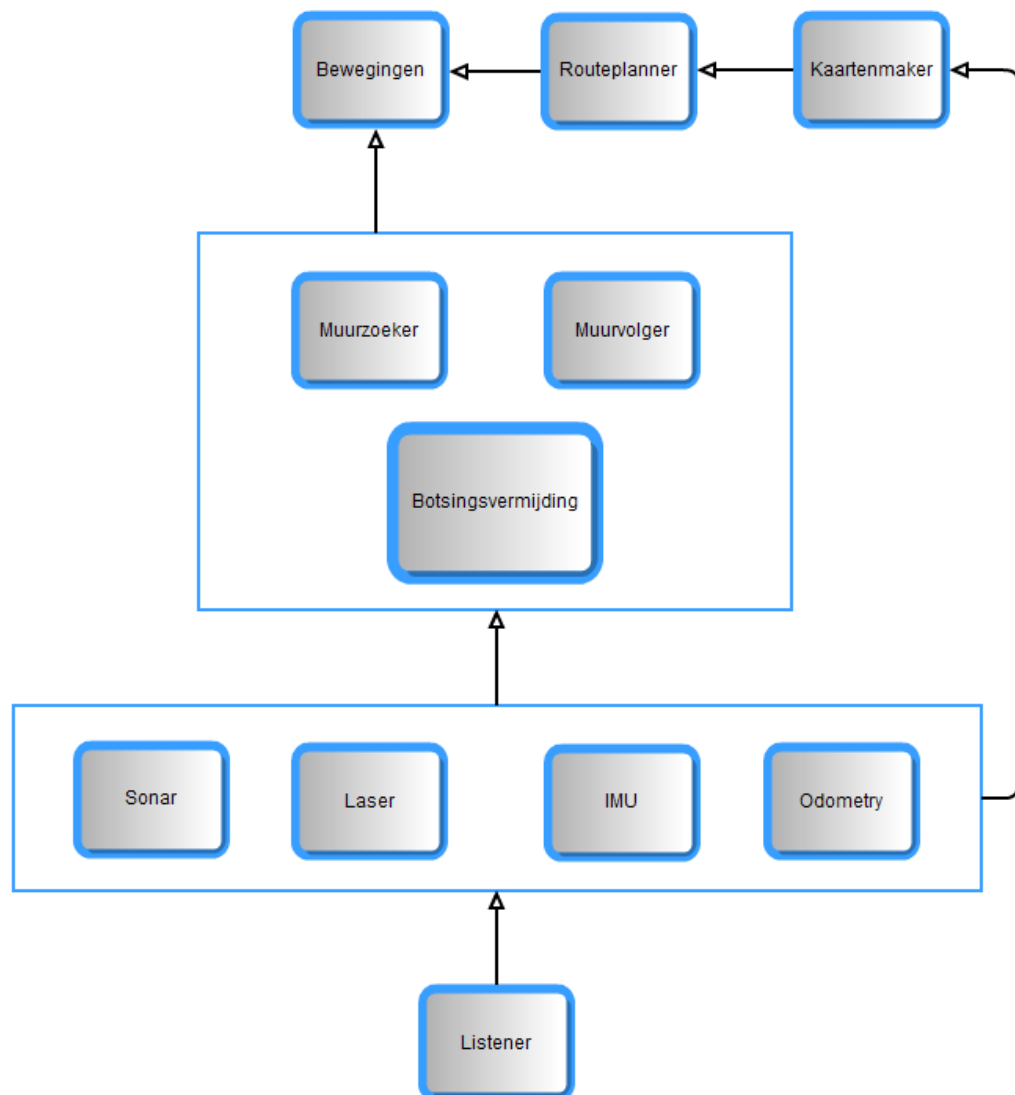 Bewegingen
Routeplanner
Kaartenmaker
Muurzoeker
Muurvolger
Botsingsvermijding
Sonar
Laser
IMU
Odometry
Listener